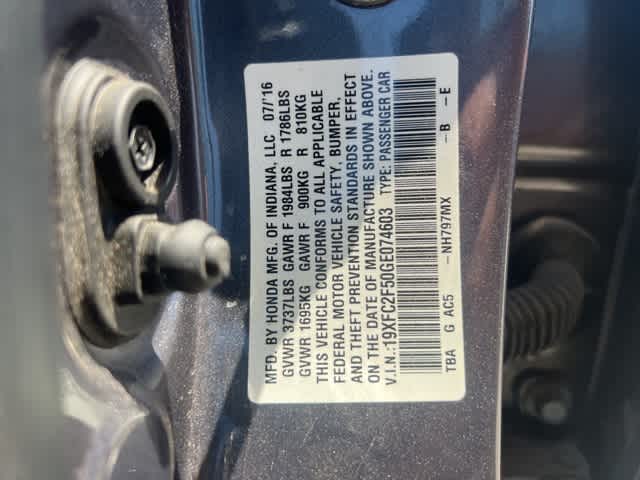 MFD. BY HONDA MFG. OF INDIANA, LLC 07/'16
GVWR 3737LBS GAWR F 1984LBS R 1786LBS
GVWR 1695KG GAWR F 900KG R 810KG
THIS VEHICLE CONFORMS TO ALL APPLICABLE
FEDERAL MOTOR VEHICLE SAFETY, BUMPER,
AND THEFT PREVENTION STANDARDS IN EFFECT
ON THE DATE OF MANUFACTURE SHOWN ABOVE.
V.I.N.:19XFC2F50GE074603 TYPE: PASSENGER CAR
TBA G AC5 -NH797MX -B -E